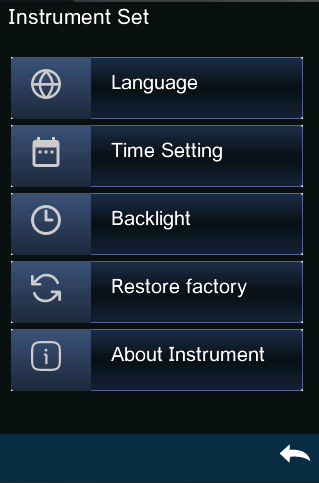 Instrument Set
Language
Time Setting
Backlight
Restore factory
About Instrument